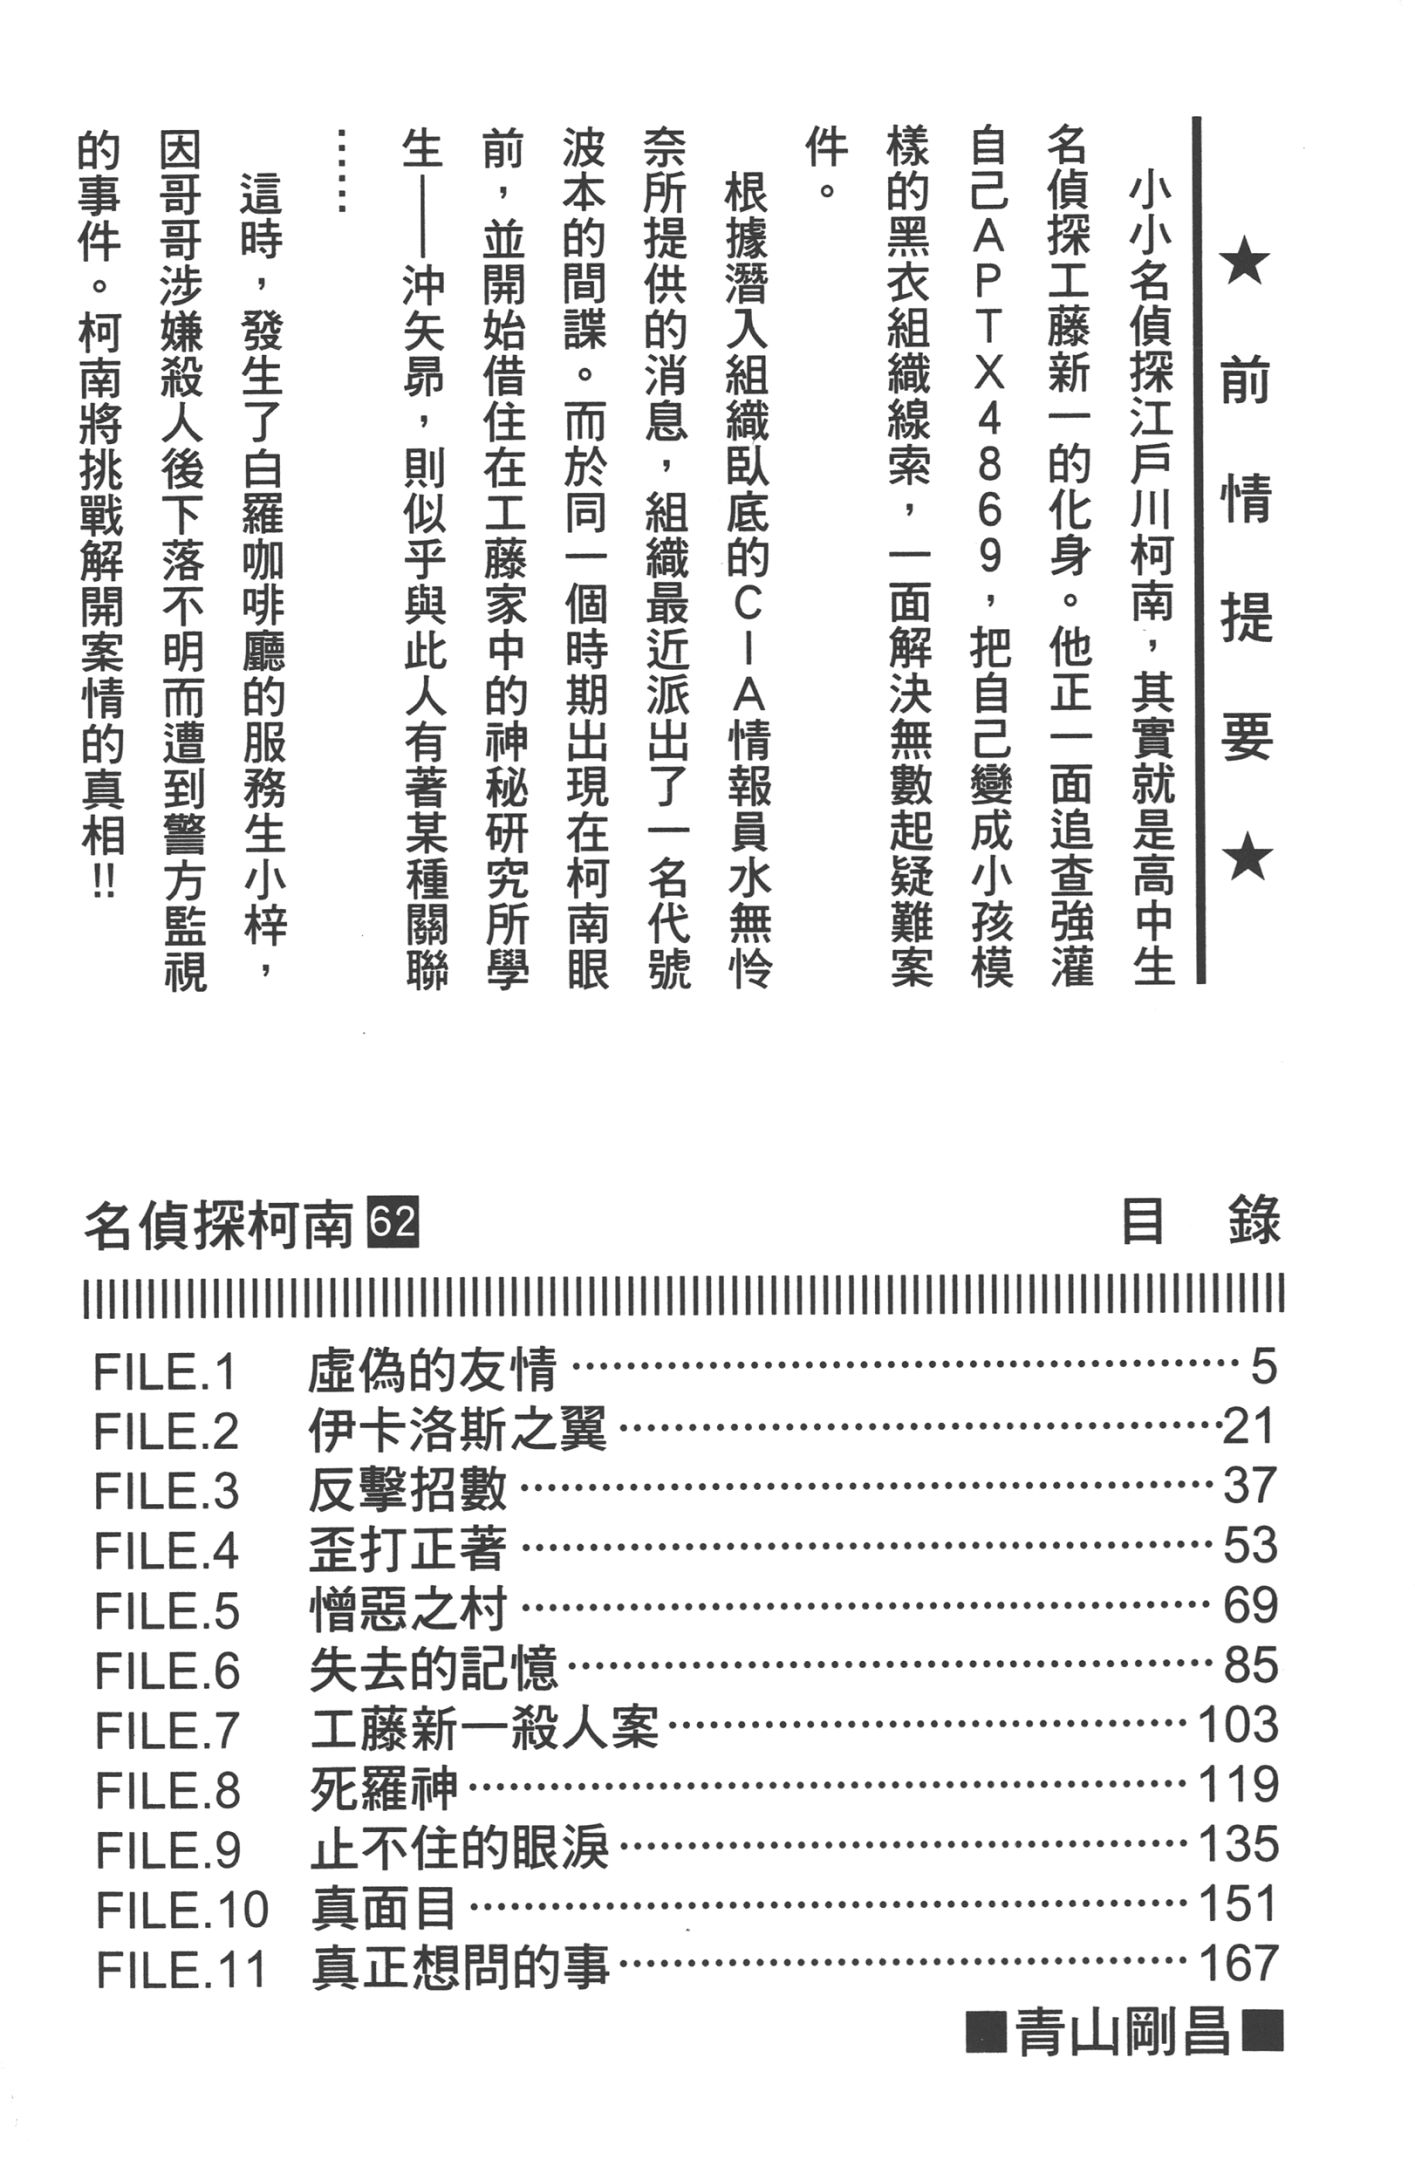 ★前情提要★
小小名偵探江戶川柯南，其實就是高中生
名偵探工藤新一的化身。他正一面追查強灌
自己ＡＰＴＸ４８６９，把自己變成小孩模
樣的黑衣組織線索，一面解決無數起疑難案
件。
根據潛入組織臥底的ＣＩＡ情報員水無怜
奈所提供的消息，組織最近派出了一名代號
波本的間諜。而於同一個時期出現在柯南眼
前，並開始借住在工藤家中的神秘研究所學
生——沖矢昴，則似乎與此人有著某種關聯
……
這時，發生了白羅咖啡廳的服務生小梓，
因哥哥涉嫌殺人後下落不明而遭到警方監視
的事件。柯南將挑戰解開案情的真相!!
名偵探柯南 62 目 錄
FILE.1 虛偽的友情……5
FILE.2 伊卡洛斯之翼……21
FILE.3 反擊招數……37
FILE.4 歪打正著……53
FILE.5 憎惡之村……69
FILE.6 失去的記憶……85
FILE.7 工藤新一殺人案……103
FILE.8 死羅神……119
FILE.9 止不住的眼淚……135
FILE.10 真面目……151
FILE.11 真正想問的事……167
■青山剛昌■